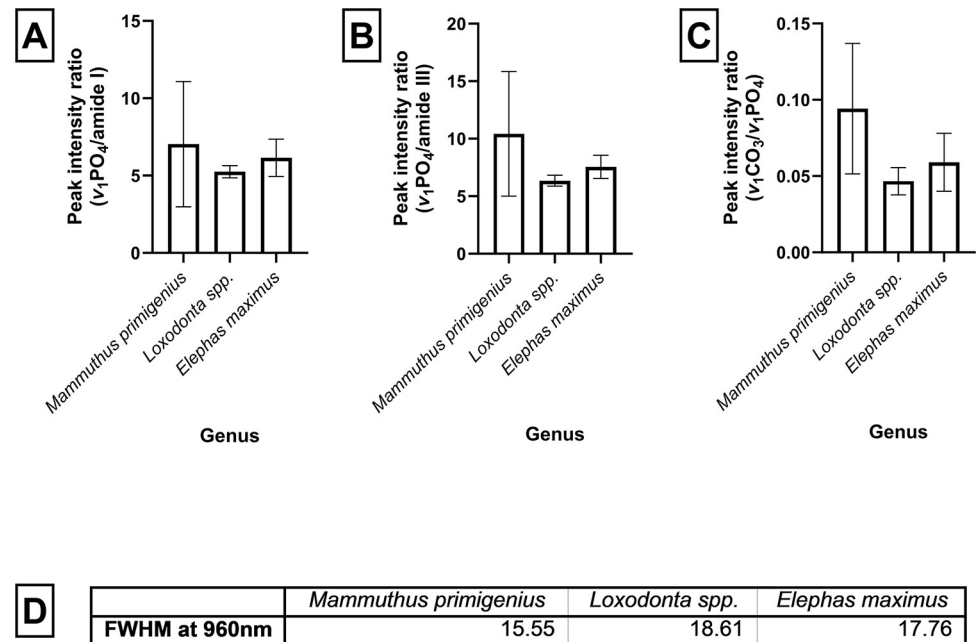 A
Peak intensity ratio
(v₁PO₄/amide I)
15
10
5
0
Mammuthus primigenius
Loxodonta spp.
Elephas maximus
Genus
B
Peak intensity ratio
(v₁PO₄/amide III)
20
15
10
5
0
Mammuthus primigenius
Loxodonta spp.
Elephas maximus
Genus
C
Peak intensity ratio
(v₁CO₃/v₁PO₄)
0.15
0.10
0.05
0.00
Mammuthus primigenius
Loxodonta spp.
Elephas maximus
Genus
D
Mammuthus primigenius Loxodonta spp. Elephas maximus
FWHM at 960nm 15.55 18.61 17.76